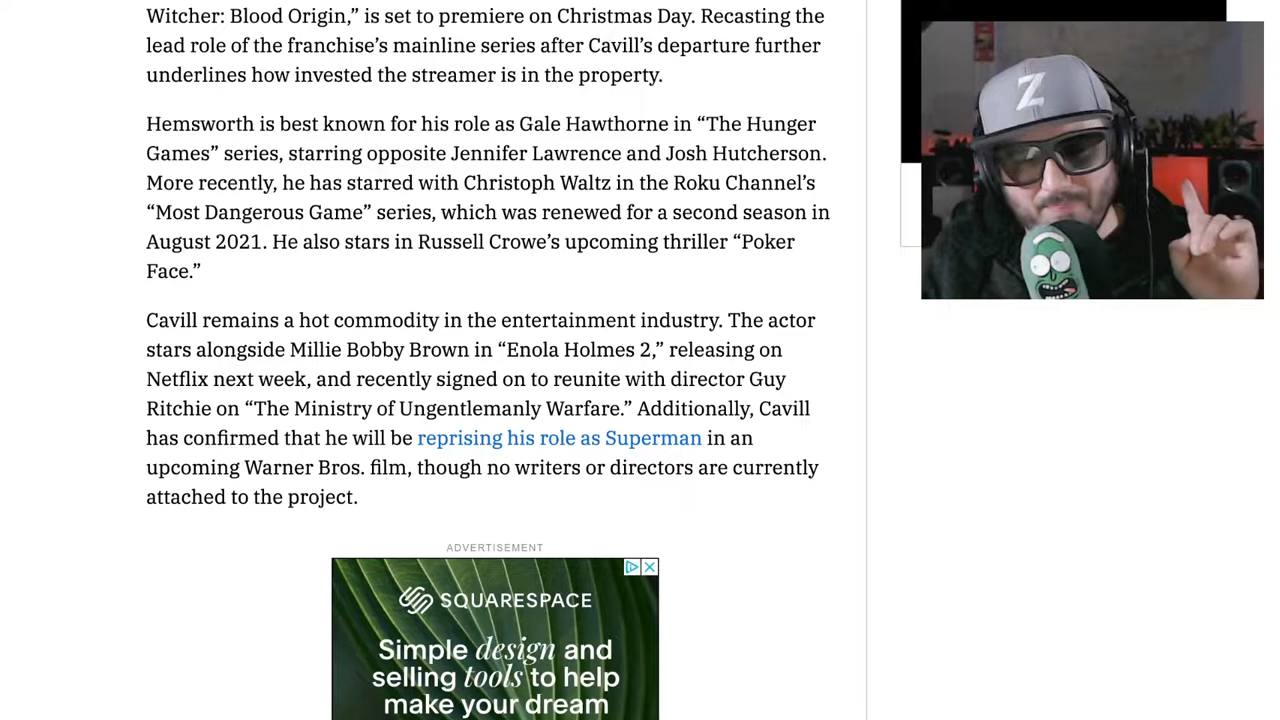 Witcher: Blood Origin,” is set to premiere on Christmas Day. Recasting the
lead role of the franchise’s mainline series after Cavill’s departure further
underlines how invested the streamer is in the property.
Hemsworth is best known for his role as Gale Hawthorne in “The Hunger
Games” series, starring opposite Jennifer Lawrence and Josh Hutcherson.
More recently, he has starred with Christoph Waltz in the Roku Channel’s
“Most Dangerous Game” series, which was renewed for a second season in
August 2021. He also stars in Russell Crowe’s upcoming thriller “Poker
Face.”
Cavill remains a hot commodity in the entertainment industry. The actor
stars alongside Millie Bobby Brown in “Enola Holmes 2,” releasing on
Netflix next week, and recently signed on to reunite with director Guy
Ritchie on “The Ministry of Ungentlemanly Warfare.” Additionally, Cavill
has confirmed that he will be reprising his role as Superman in an
upcoming Warner Bros. film, though no writers or directors are currently
attached to the project.
ADVERTISEMENT
SQUARESPACE
Simple design and
selling tools to help
make your dream
Z